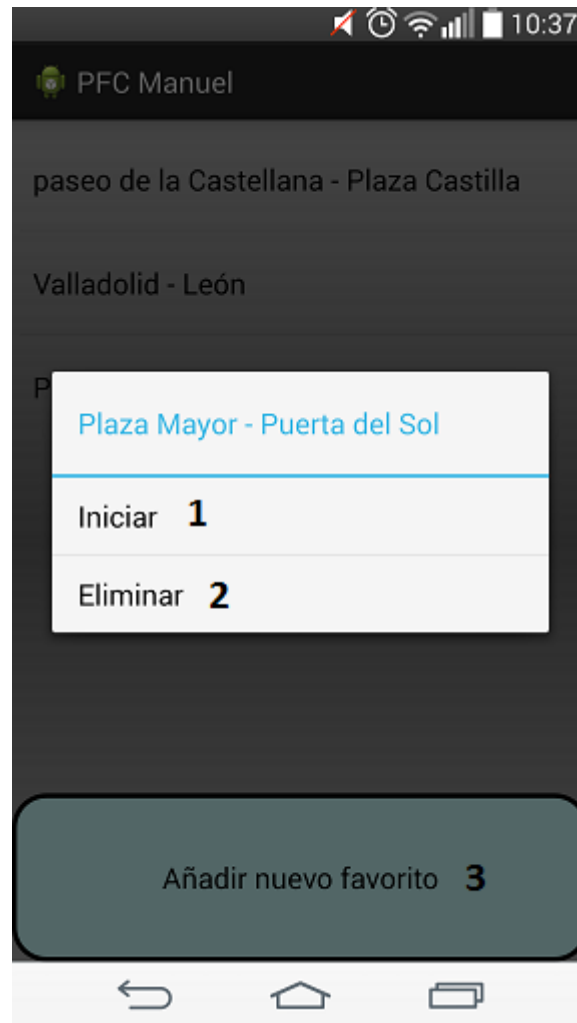 10:37
PFC Manuel
paseo de la Castellana - Plaza Castilla
Valladolid - León
P
Plaza Mayor - Puerta del Sol
Iniciar 1
Eliminar 2
Añadir nuevo favorito 3